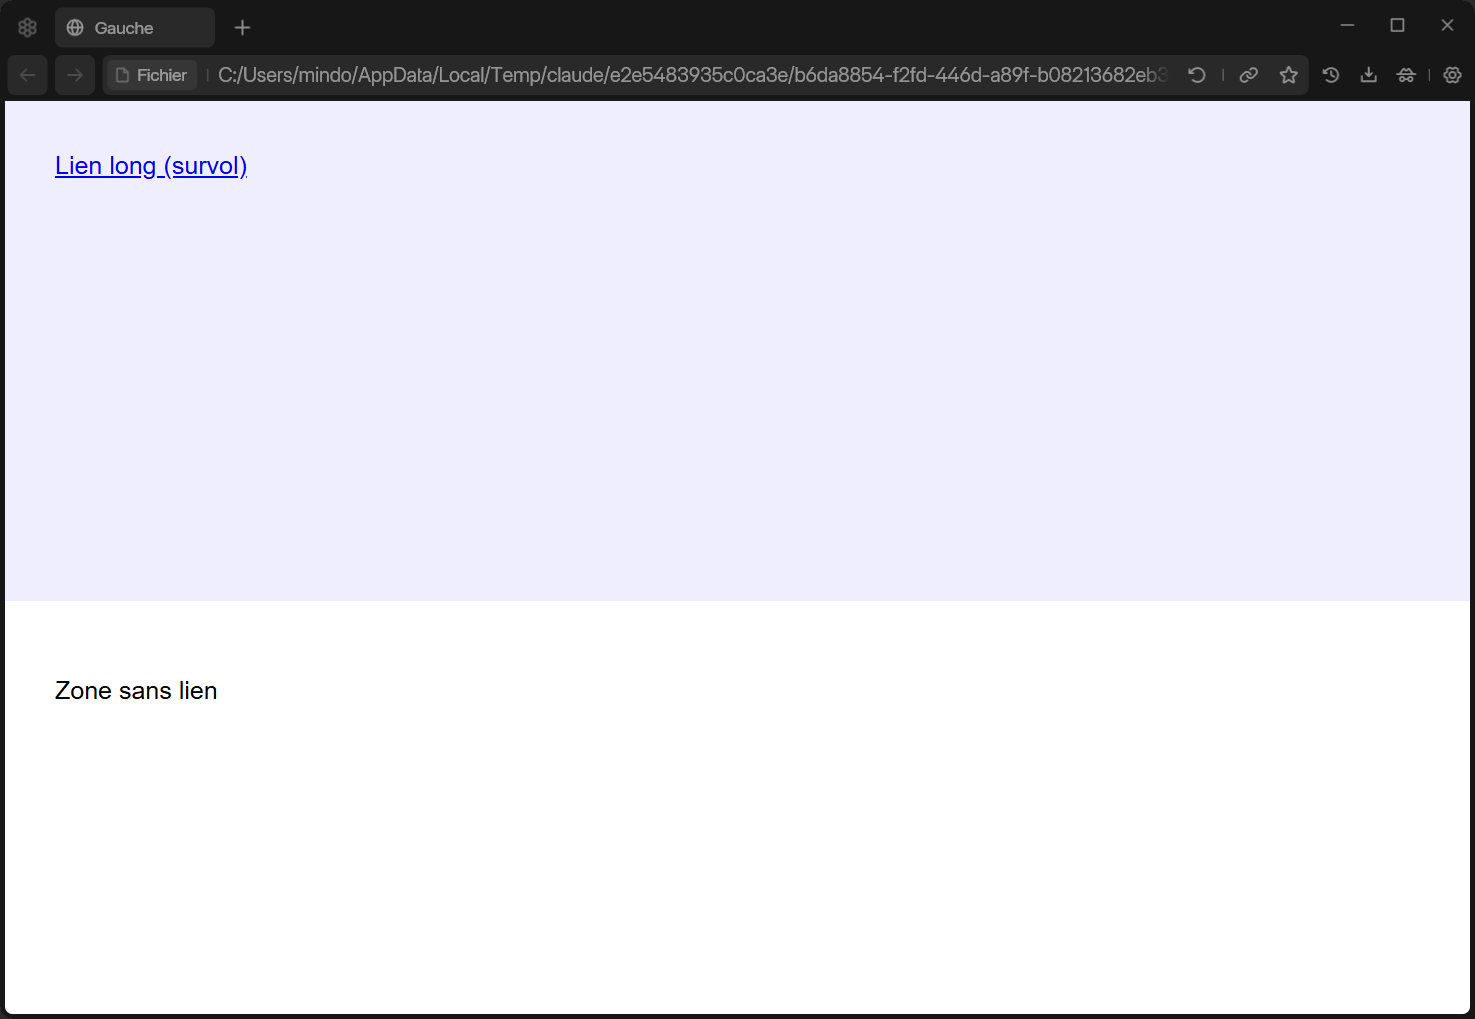 Gauche
Fichier
C:/Users/mindo/AppData/Local/Temp/claude/e2e5483935c0ca3e/b6da8854-f2fd-446d-a89f-b08213682eb3
Lien long (survol)
Zone sans lien